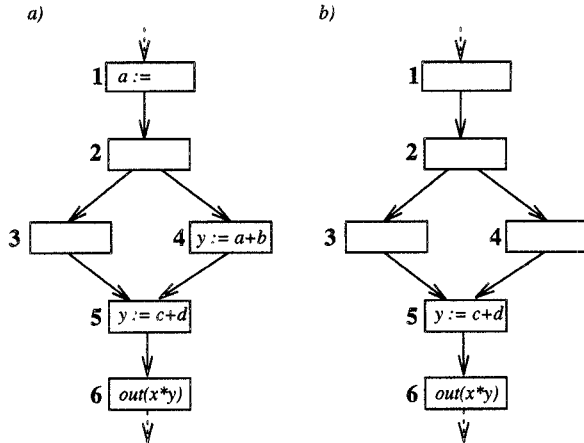 a)
1 a :=
2
3
4 y := a+b
5 y := c+d
6 out(x*y)
b)
1
2
3
4
5 y := c+d
6 out(x*y)